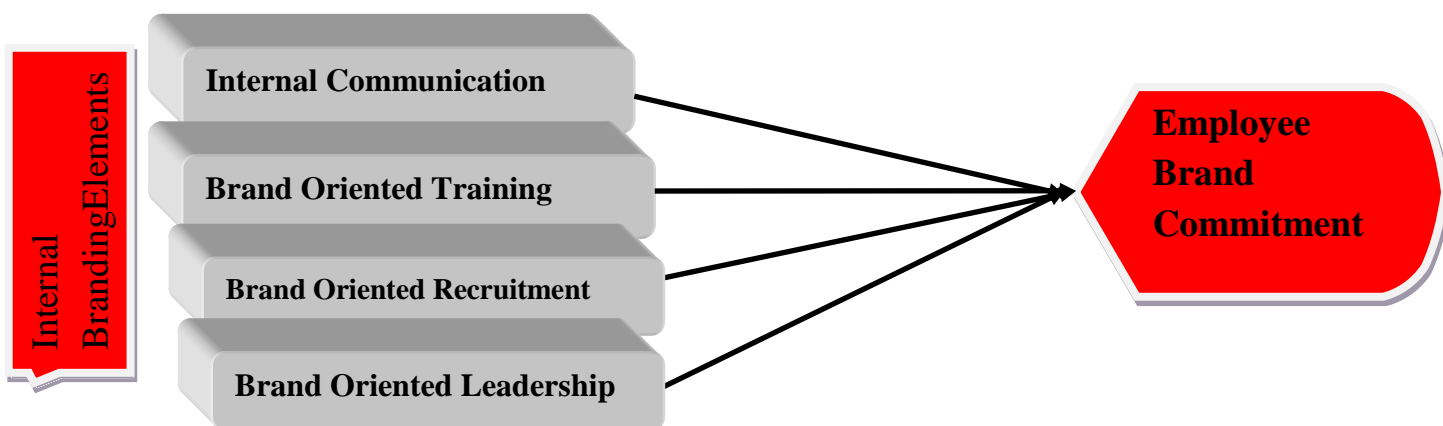 Internal
BrandingElements
Internal Communication
Brand Oriented Training
Brand Oriented Recruitment
Brand Oriented Leadership
Employee
Brand
Commitment